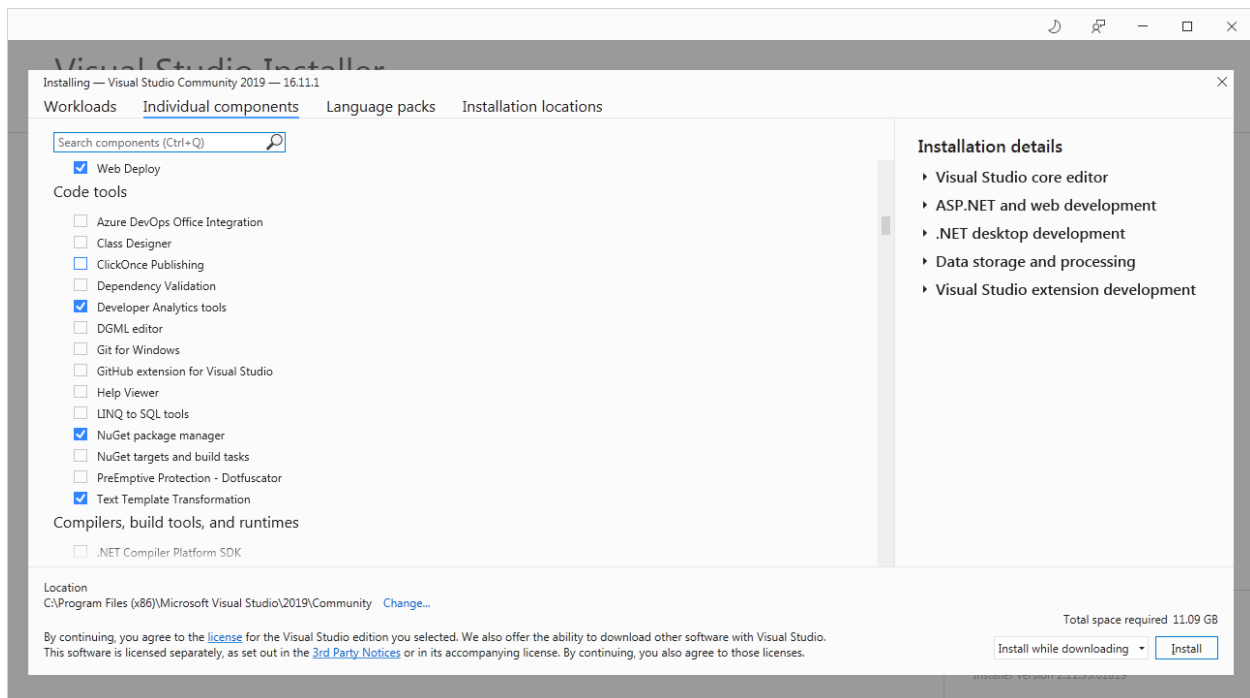 Visual Studio Installer
Installing — Visual Studio Community 2019 — 16.11.1
Workloads Individual components Language packs Installation locations
Search components (Ctrl+Q)
Web Deploy
Code tools
Azure DevOps Office Integration
Class Designer
ClickOnce Publishing
Dependency Validation
Developer Analytics tools
DGML editor
Git for Windows
GitHub extension for Visual Studio
Help Viewer
LINQ to SQL tools
NuGet package manager
NuGet targets and build tasks
PreEmptive Protection - Dotfuscator
Text Template Transformation
Compilers, build tools, and runtimes
.NET Compiler Platform SDK
Installation details
Visual Studio core editor
ASP.NET and web development
.NET desktop development
Data storage and processing
Visual Studio extension development
Location
C:\Program Files (x86)\Microsoft Visual Studio\2019\Community Change...
By continuing, you agree to the license for the Visual Studio edition you selected. We also offer the ability to download other software with Visual Studio.
This software is licensed separately, as set out in the 3rd Party Notices or in its accompanying license. By continuing, you also agree to those licenses.
Total space required 11.09 GB
Install while downloading Install
Installer version